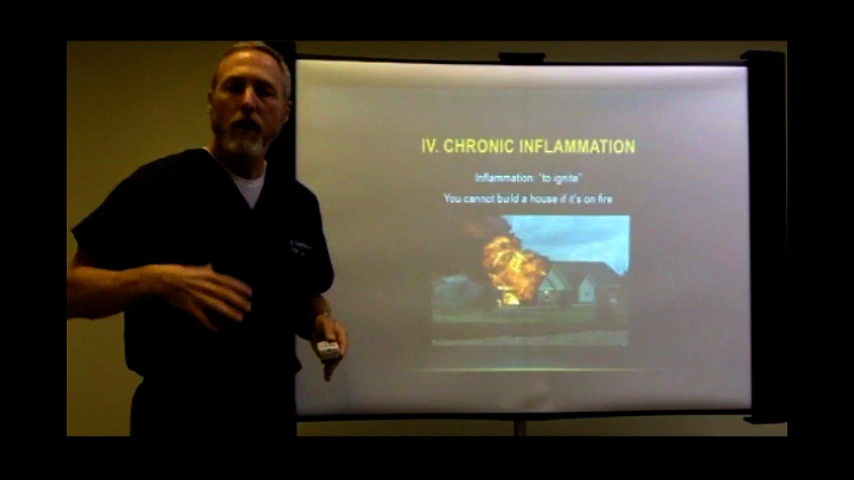 IV. CHRONIC INFLAMMATION
Inflammation: "to ignite"
You cannot build a house if it's on fire